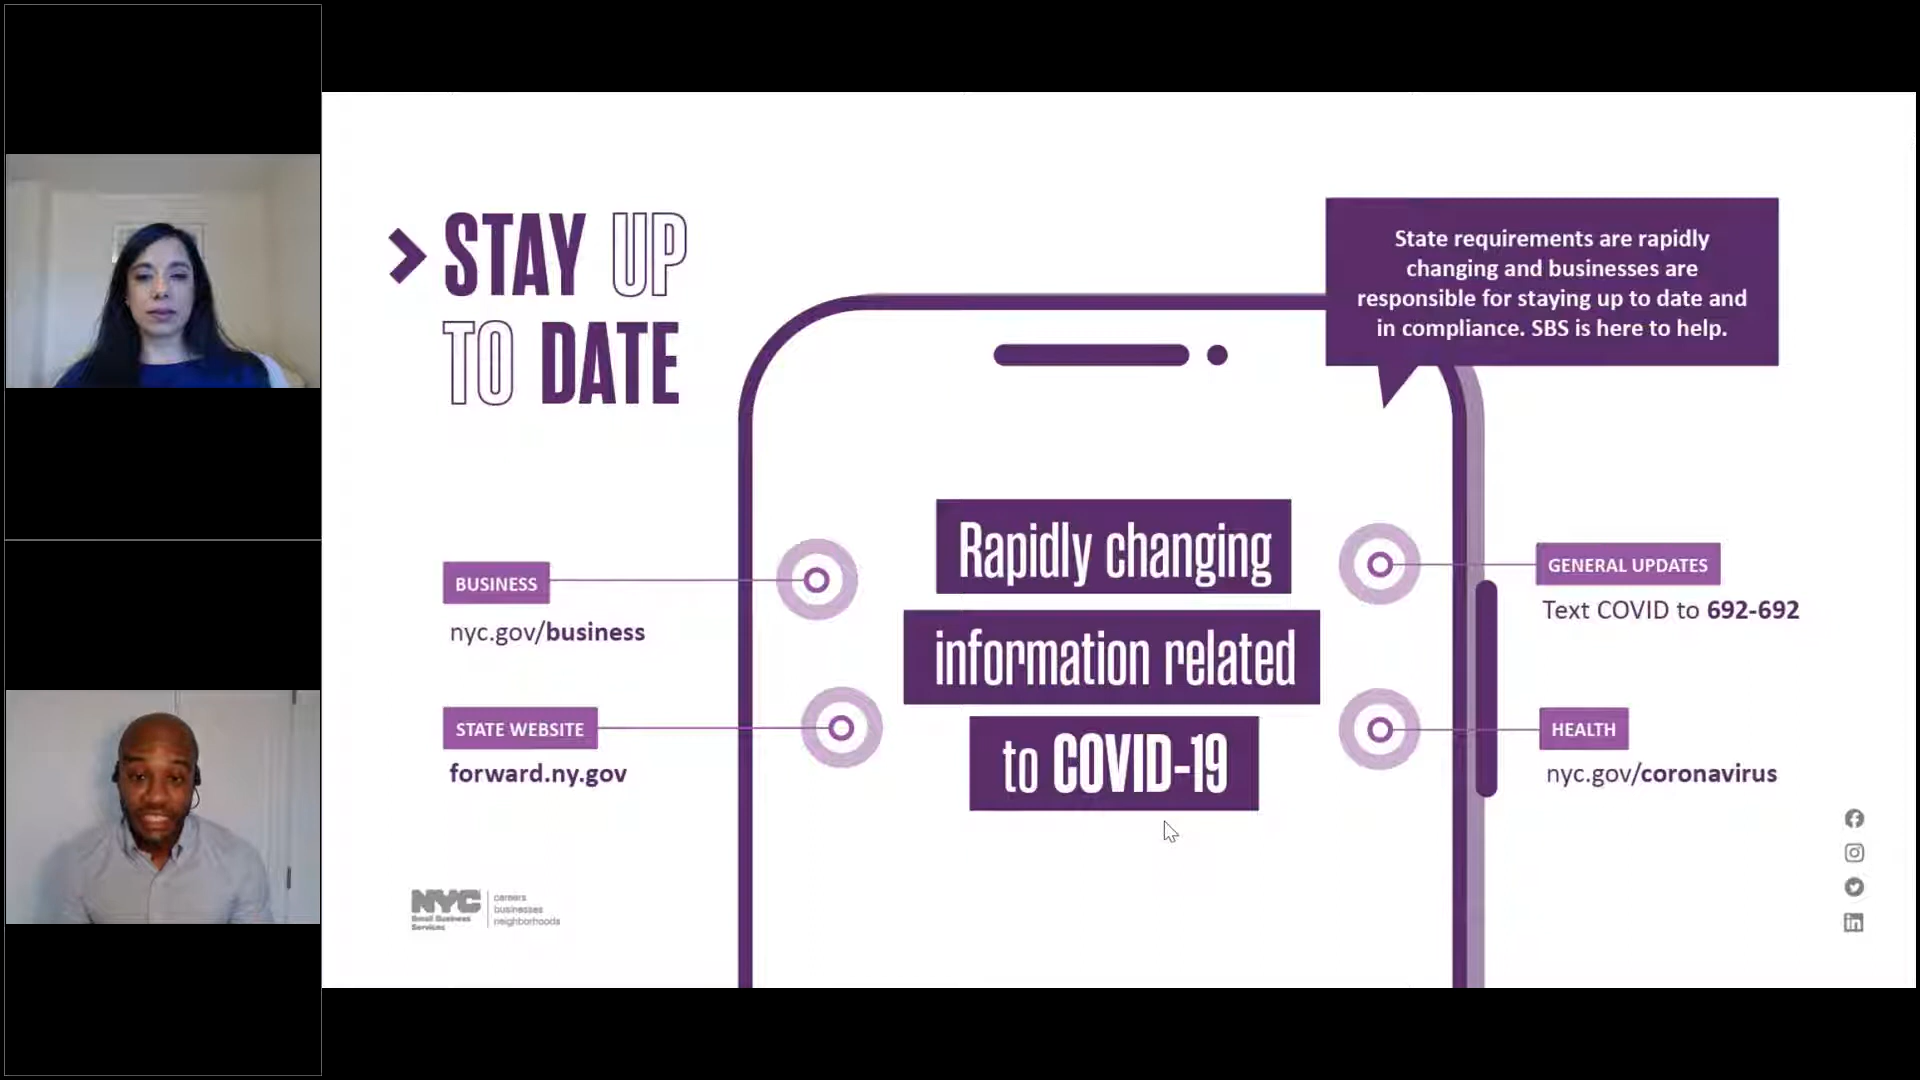 STAY UP
TO DATE
State requirements are rapidly
changing and businesses are
responsible for staying up to date and
in compliance. SBS is here to help.
Rapidly changing
information related
to COVID-19
BUSINESS
nyc.gov/business
STATE WEBSITE
forward.ny.gov
GENERAL UPDATES
Text COVID to 692-692
HEALTH
nyc.gov/coronavirus
NYC
Small Business
Services
careers
businesses
neighborhoods